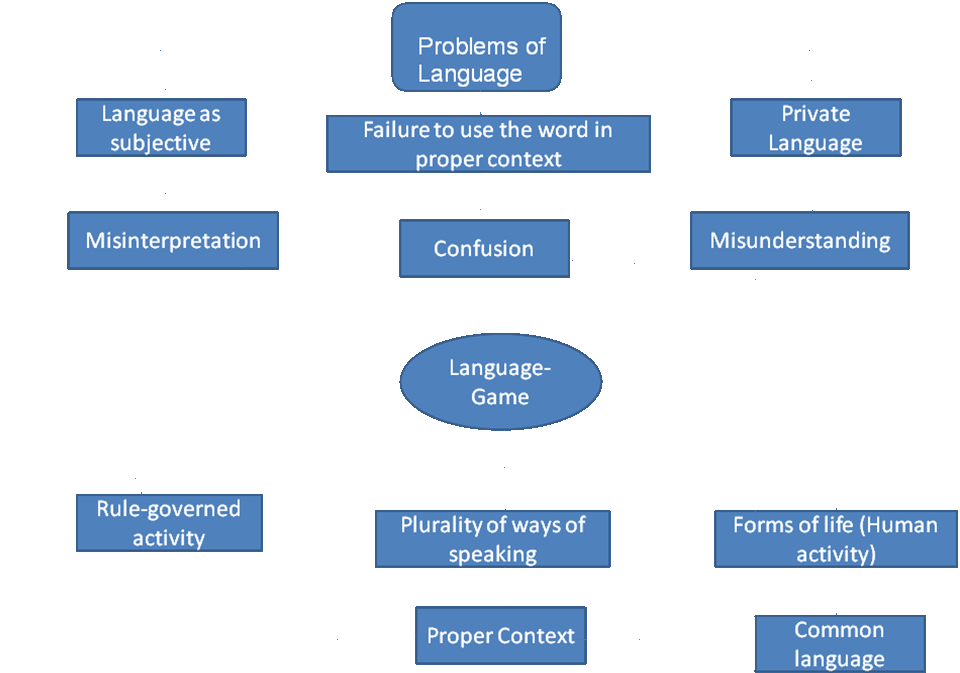 Problems of
Language
Language as
subjective
Failure to use the word in
proper context
Private
Language
Misinterpretation
Confusion
Misunderstanding
Language-
Game
Rule-governed
activity
Plurality of ways of
speaking
Forms of life (Human
activity)
Proper Context
Common
language